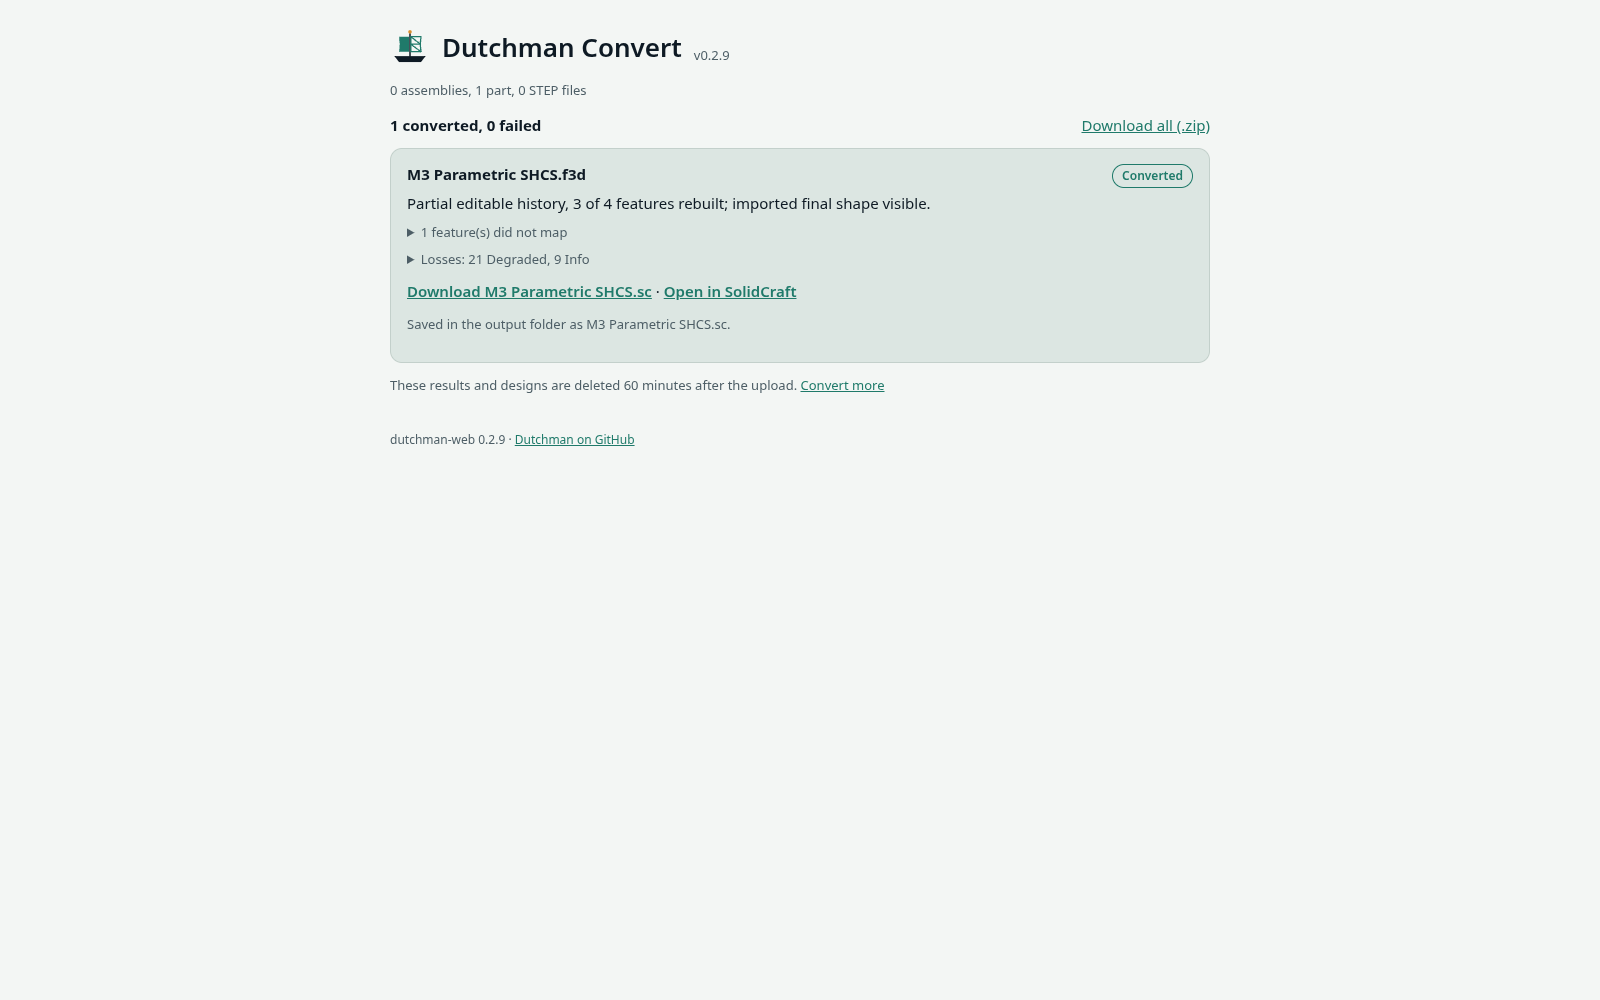 Dutchman Convert v0.2.9
0 assemblies, 1 part, 0 STEP files
1 converted, 0 failed
Download all (.zip)
M3 Parametric SHCS.f3d
Converted
Partial editable history, 3 of 4 features rebuilt; imported final shape visible.
▶ 1 feature(s) did not map
▶ Losses: 21 Degraded, 9 Info
Download M3 Parametric SHCS.sc · Open in SolidCraft
Saved in the output folder as M3 Parametric SHCS.sc.
These results and designs are deleted 60 minutes after the upload. Convert more
dutchman-web 0.2.9 · Dutchman on GitHub